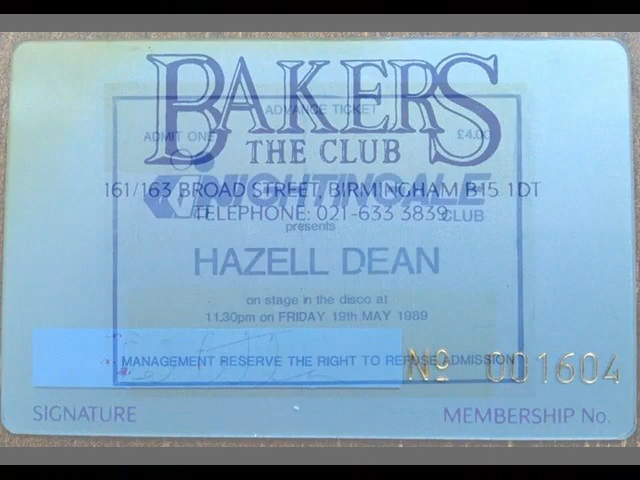 BAKERS
THE CLUB
161/163 BROAD STREET, BIRMINGHAM B15 1DT
TELEPHONE: 021-633 3839
SIGNATURE
MEMBERSHIP No.
Nº 001604
ADVANCE TICKET
ADMIT ONE
£4.00
NIGHTINGALE
CLUB
presents
HAZELL DEAN
on stage in the disco at
11.30pm on FRIDAY 19th MAY 1989
MANAGEMENT RESERVE THE RIGHT TO REFUSE ADMISSION